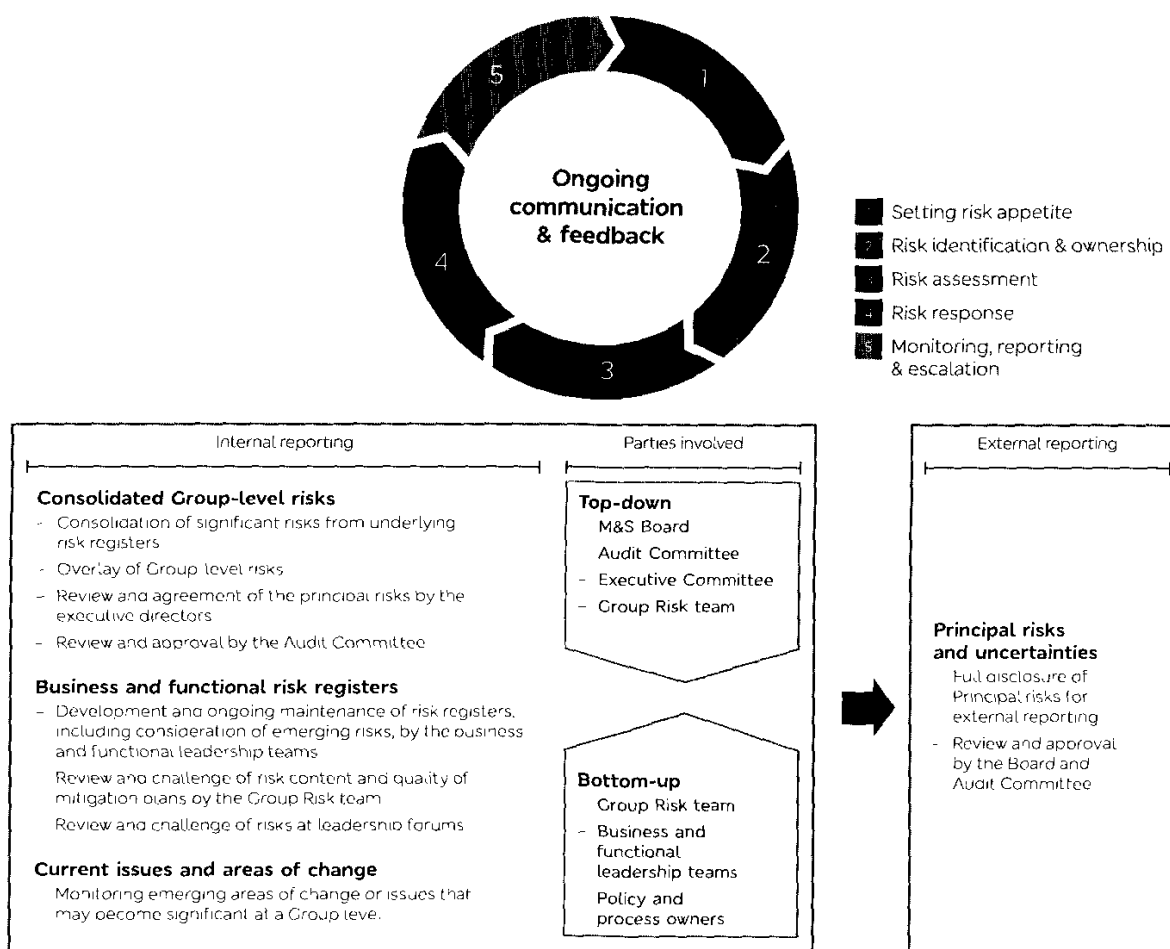 5
1
Ongoing
communication
& feedback
4
2
3
1 Setting risk appetite
2 Risk identification & ownership
3 Risk assessment
4 Risk response
5 Monitoring, reporting
& escalation
Internal reporting
Consolidated Group-level risks
- Consolidation of significant risks from underlying
risk registers
- Overlay of Group level risks
- Review and agreement of the principal risks by the
executive directors
- Review and approval by the Audit Committee
Business and functional risk registers
- Development and ongoing maintenance of risk registers,
including consideration of emerging risks, by the business
and functional leadership teams
Review and challenge of risk content and quality of
mitigation plans by the Group Risk team
Review and challenge of risks at leadership forums
Current issues and areas of change
Monitoring emerging areas of change or issues that
may become significant at a Group level.
Parties involved
Top-down
M&S Board
Audit Committee
- Executive Committee
- Group Risk team
Bottom-up
Group Risk team
- Business and
functional
leadership teams
Policy and
process owners
External reporting
Principal risks
and uncertainties
Full disclosure of
Principal risks for
external reporting
- Review and approval
by the Board and
Audit Committee